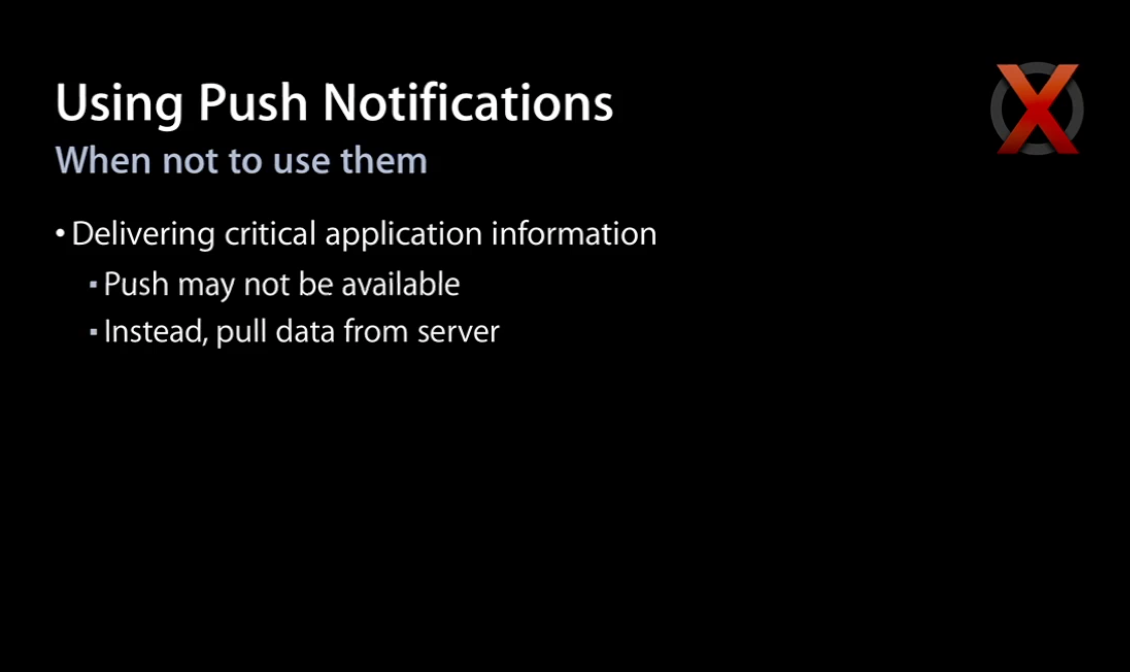 Using Push Notifications
When not to use them
• Delivering critical application information
▪ Push may not be available
▪ Instead, pull data from server